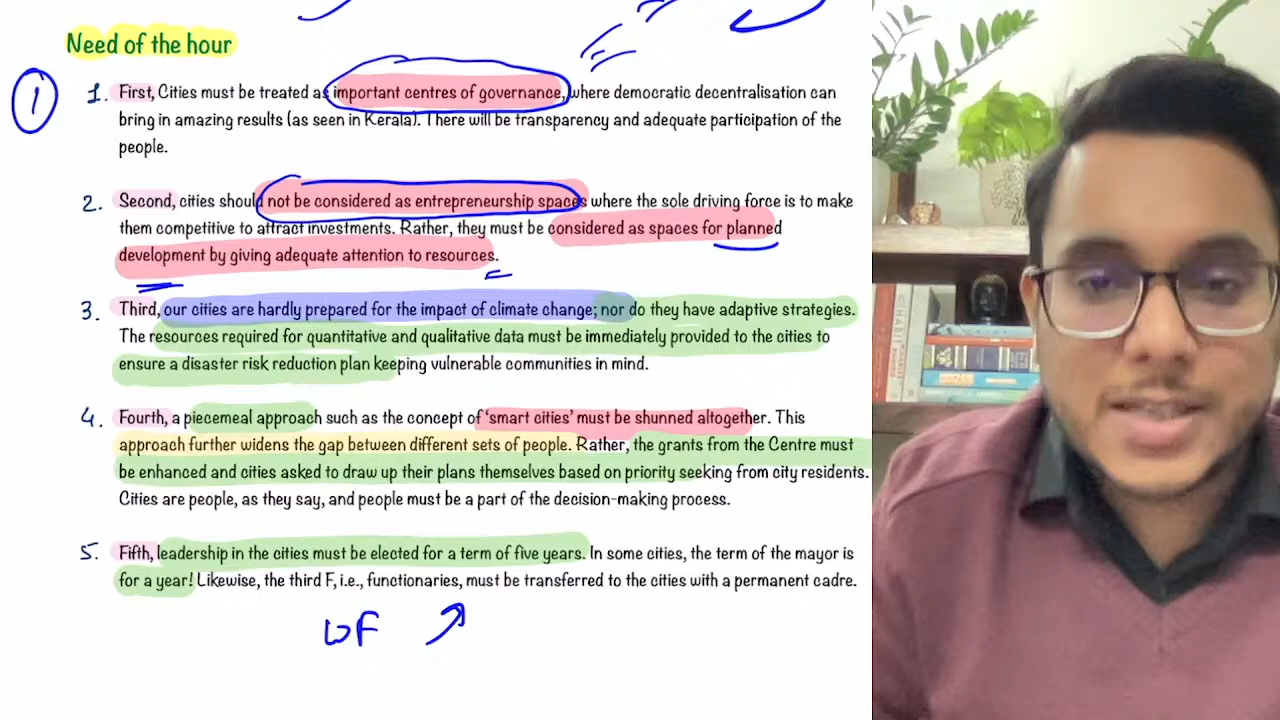 Need of the hour
1
1. First, Cities must be treated as important centres of governance, where democratic decentralisation can
bring in amazing results (as seen in Kerala). There will be transparency and adequate participation of the
people.
2. Second, cities should not be considered as entrepreneurship spaces where the sole driving force is to make
them competitive to attract investments. Rather, they must be considered as spaces for planned
development by giving adequate attention to resources.
3. Third, our cities are hardly prepared for the impact of climate change; nor do they have adaptive strategies.
The resources required for quantitative and qualitative data must be immediately provided to the cities to
ensure a disaster risk reduction plan keeping vulnerable communities in mind.
4. Fourth, a piecemeal approach such as the concept of 'smart cities' must be shunned altogether. This
approach further widens the gap between different sets of people. Rather, the grants from the Centre must
be enhanced and cities asked to draw up their plans themselves based on priority seeking from city residents.
Cities are people, as they say, and people must be a part of the decision-making process.
5. Fifth, leadership in the cities must be elected for a term of five years. In some cities, the term of the mayor is
for a year! Likewise, the third F, i.e., functionaries, must be transferred to the cities with a permanent cadre.